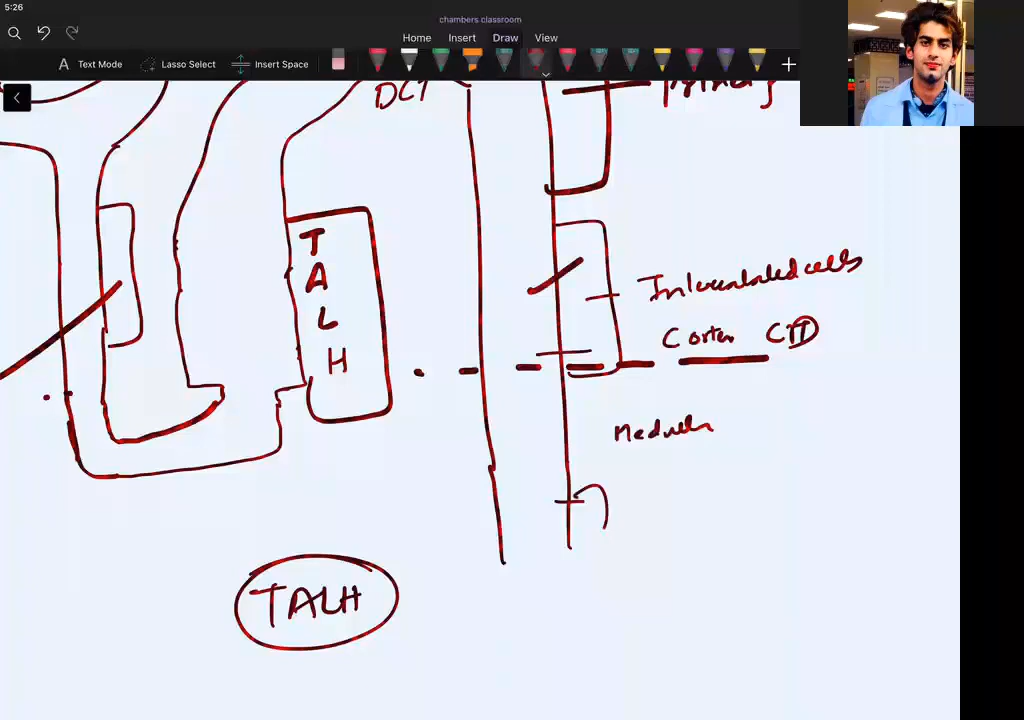 5:26
chambers classroom
Home Insert Draw View
A Text Mode Lasso Select Insert Space
DCT
T
A
L
H
Intercalated cells
Cortex CD
Medulla
TALH